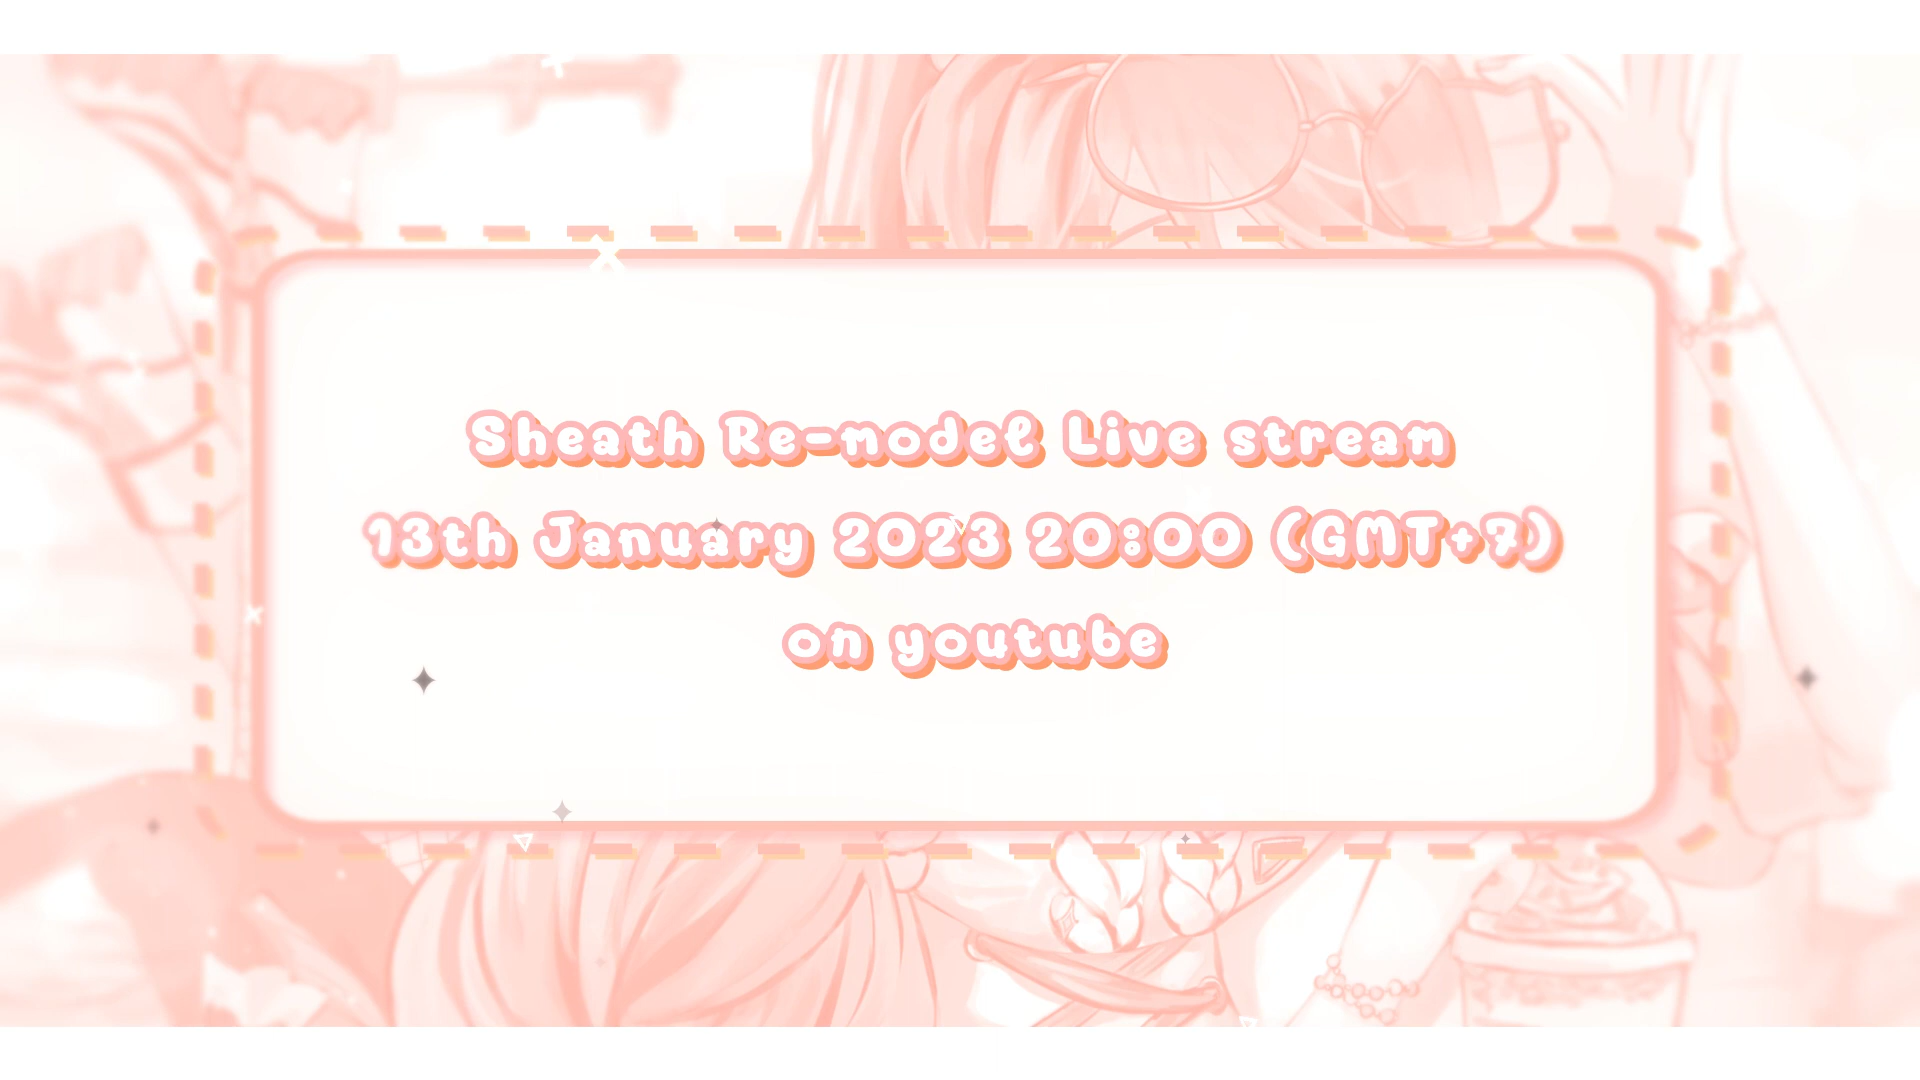 Sheath Re-model Live stream
13th January 2023 20:00 (GMT+7)
on youtube